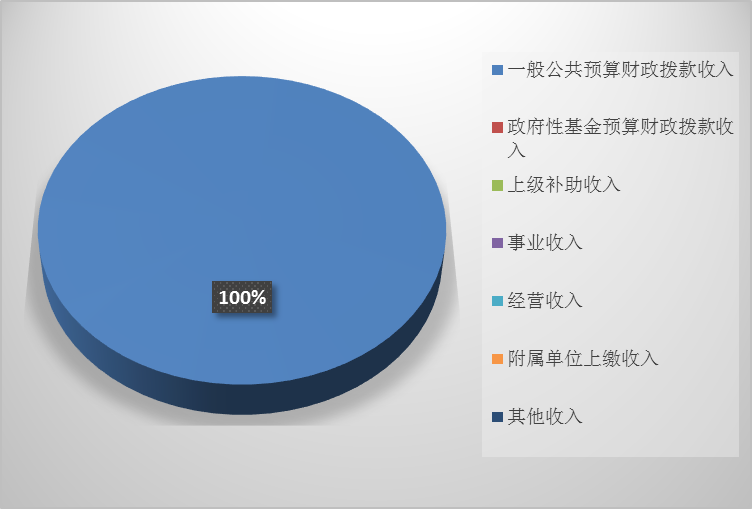 100%
一般公共预算财政拨款收入
政府性基金预算财政拨款收
入
上级补助收入
事业收入
经营收入
附属单位上缴收入
其他收入